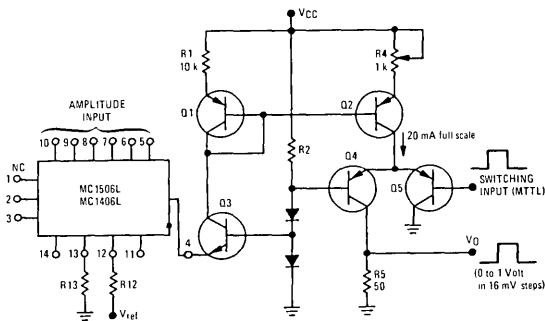 VCC
R1
10 k
R4
1 k
AMPLITUDE
INPUT
Q1
Q2
10 9 8 7 6 5
20 mA full scale
NC
1
2
3
MC1506L
MC1406L
R2
Q4
Q5
SWITCHING
INPUT (MTTL)
Q3
4
14 13 12 11
VO
R13
R12
R5
50
(0 to 1 Volt
in 16 mV steps)
Vref